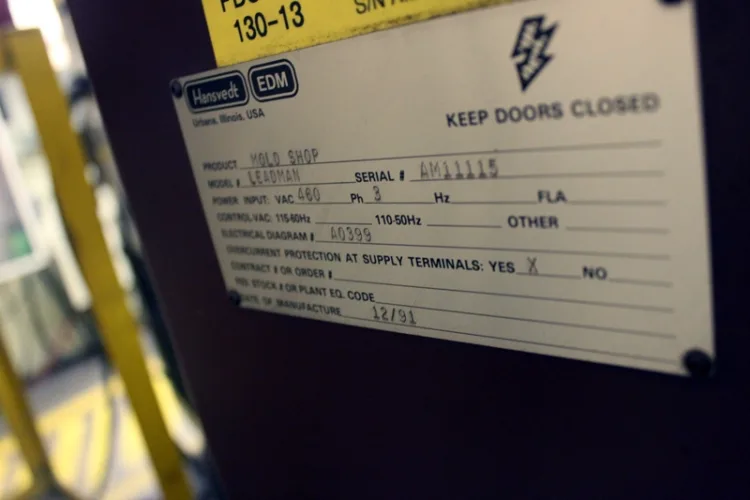 130-13
S/N
Hansvedt EDM
Urbana, Illinois, USA
KEEP DOORS CLOSED
PRODUCT MOLD SHOP
MODEL # LEADMAN SERIAL # AM11115
POWER INPUT: VAC 460 Ph 3 Hz FLA
CONTROL-VAC: 115-60Hz 110-50Hz OTHER
ELECTRICAL DIAGRAM # A0399
OVERCURRENT PROTECTION AT SUPPLY TERMINALS: YES X NO
CONTRACT # OR ORDER #
STOCK # OR PLANT EQ. CODE
DATE OF MANUFACTURE 12/91